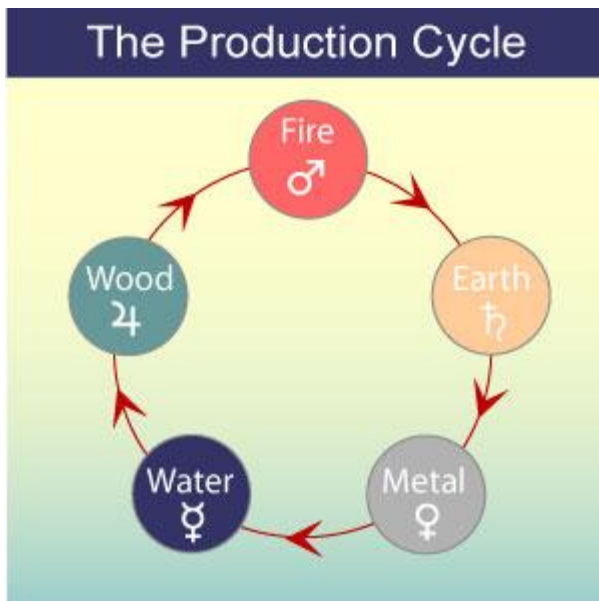 The Production Cycle
Fire
♂
Wood
♃
Earth
♄
Water
☿
Metal
♀